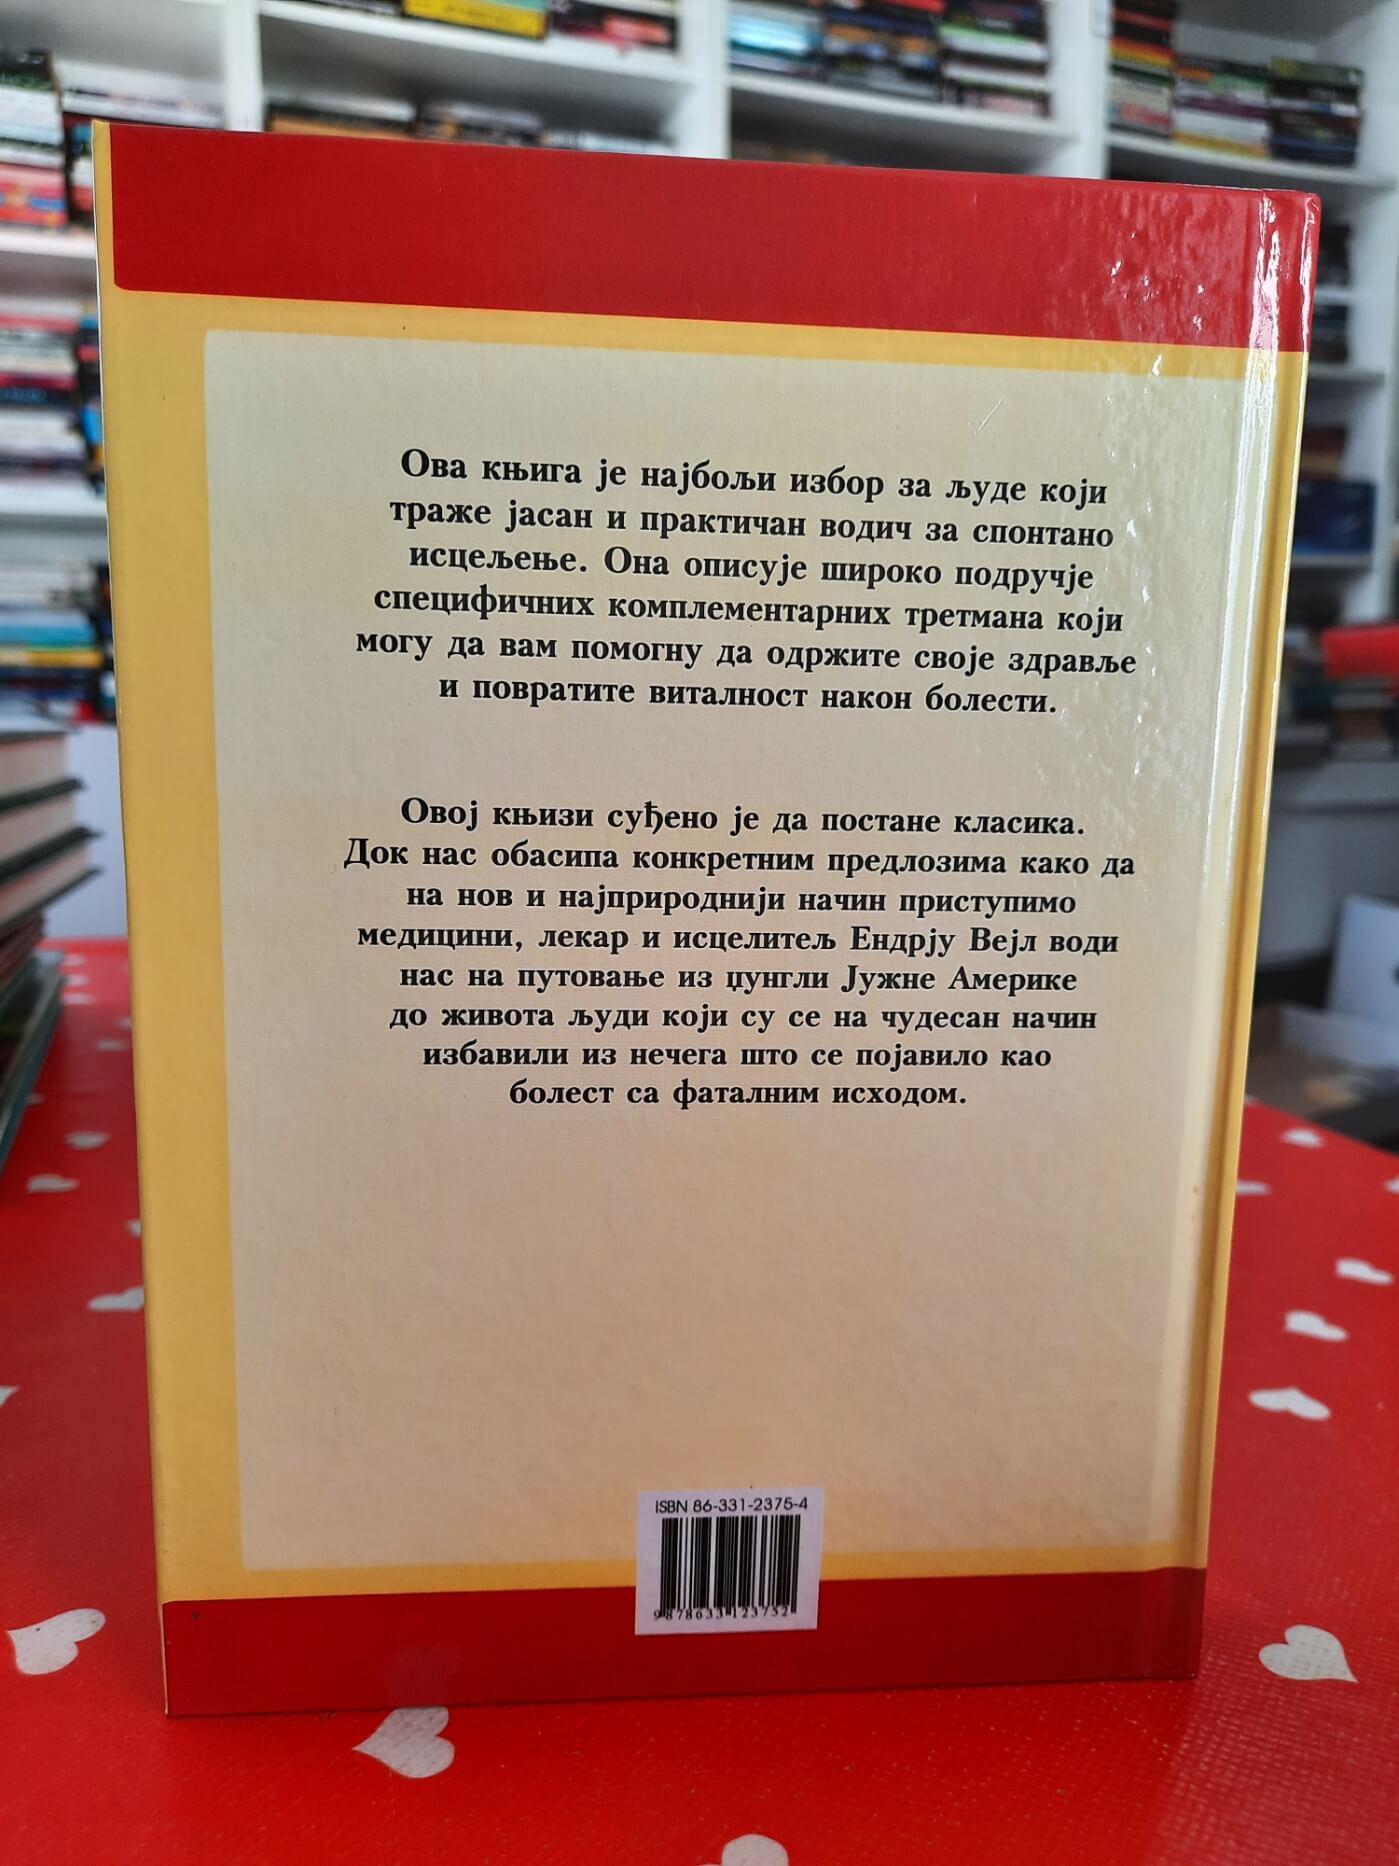 Ова књига је најбољи избор за људе који
траже јасан и практичан водич за спонтано
исцељење. Она описује широко подручје
специфичних комплементарних третмана који
могу да вам помогну да одржите своје здравље
и повратите виталност након болести.
Овој књизи суђено је да постане класика.
Док нас обасипа конкретним предлозима како да
на нов и најприроднији начин приступимо
медицини, лекар и исцелитељ Ендрју Вејл води
нас на путовање из џунгли Јужне Америке
до живота људи који су се на чудесан начин
избавили из нечега што се појавило као
болест са фаталним исходом.
ISBN 86-331-2375-4
9788633123752